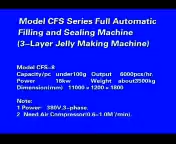 Model CFS Series Full Automatic
Filling and Sealing Machine
(3-Layer Jelly Making Machine)
Model CFS-8
Capacity/pc under100g Output 6000pcs/hr.
Power 16kw Weight about3500kg
Dimension(mm) 11000 × 1200 × 1800
Note:
1.Power: 380V,3-phase.
2 Need Air Compressor(0.6-1.0M³/min).